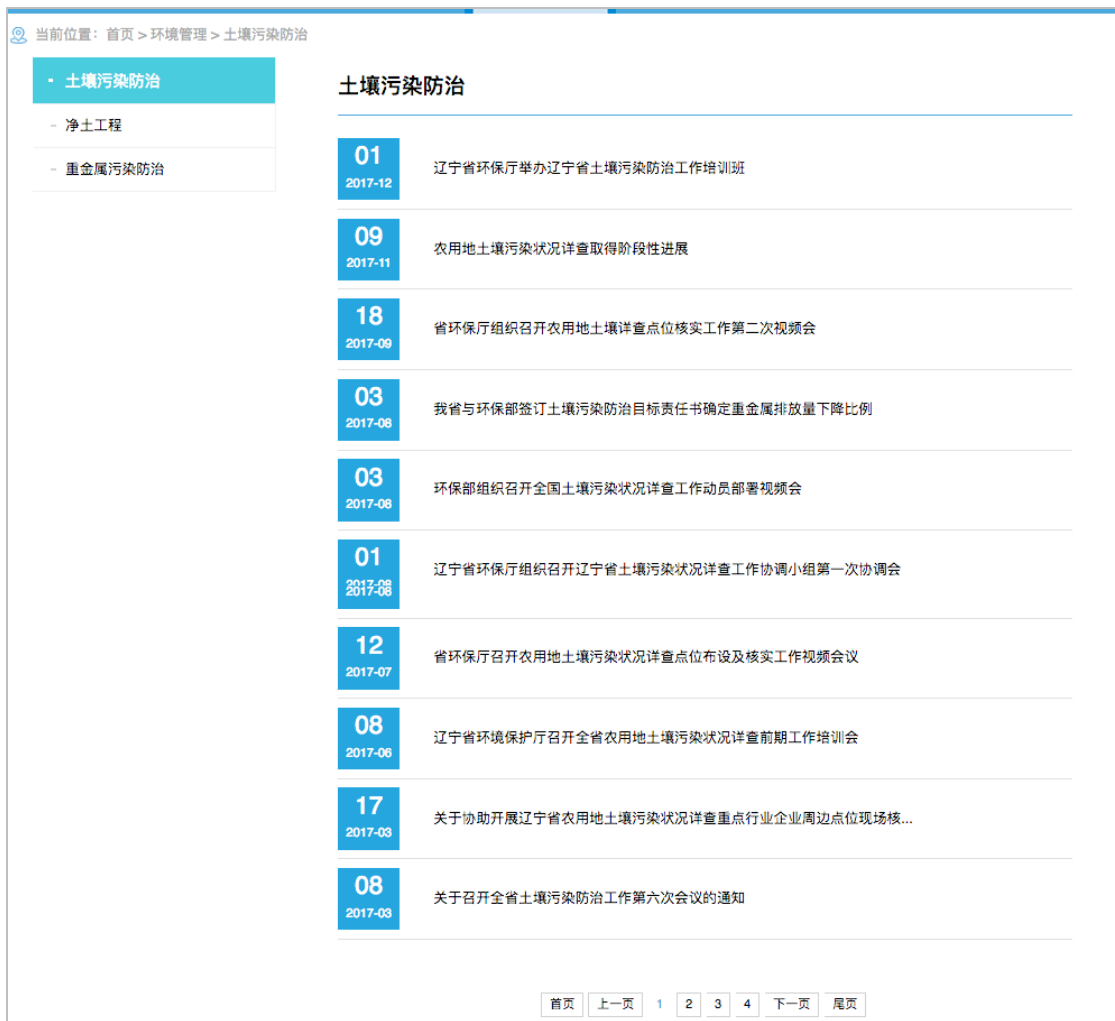 当前位置：首页 > 环境管理 > 土壤污染防治
土壤污染防治
净土工程
重金属污染防治
土壤污染防治
01
2017-12
辽宁省环保厅举办辽宁省土壤污染防治工作培训班
09
2017-11
农用地土壤污染状况详查取得阶段性进展
18
2017-09
省环保厅组织召开农用地土壤详查点位核实工作第二次视频会
03
2017-08
我省与环保部签订土壤污染防治目标责任书确定重金属排放量下降比例
03
2017-08
环保部组织召开全国土壤污染状况详查工作动员部署视频会
01
2017-08
2017-08
辽宁省环保厅组织召开辽宁省土壤污染状况详查工作协调小组第一次协调会
12
2017-07
省环保厅召开农用地土壤污染状况详查点位布设及核实工作视频会议
08
2017-06
辽宁省环境保护厅召开全省农用地土壤污染状况详查前期工作培训会
17
2017-03
关于协助开展辽宁省农用地土壤污染状况详查重点行业企业周边点位现场核...
08
2017-03
关于召开全省土壤污染防治工作第六次会议的通知
首页 上一页 1 2 3 4 下一页 尾页